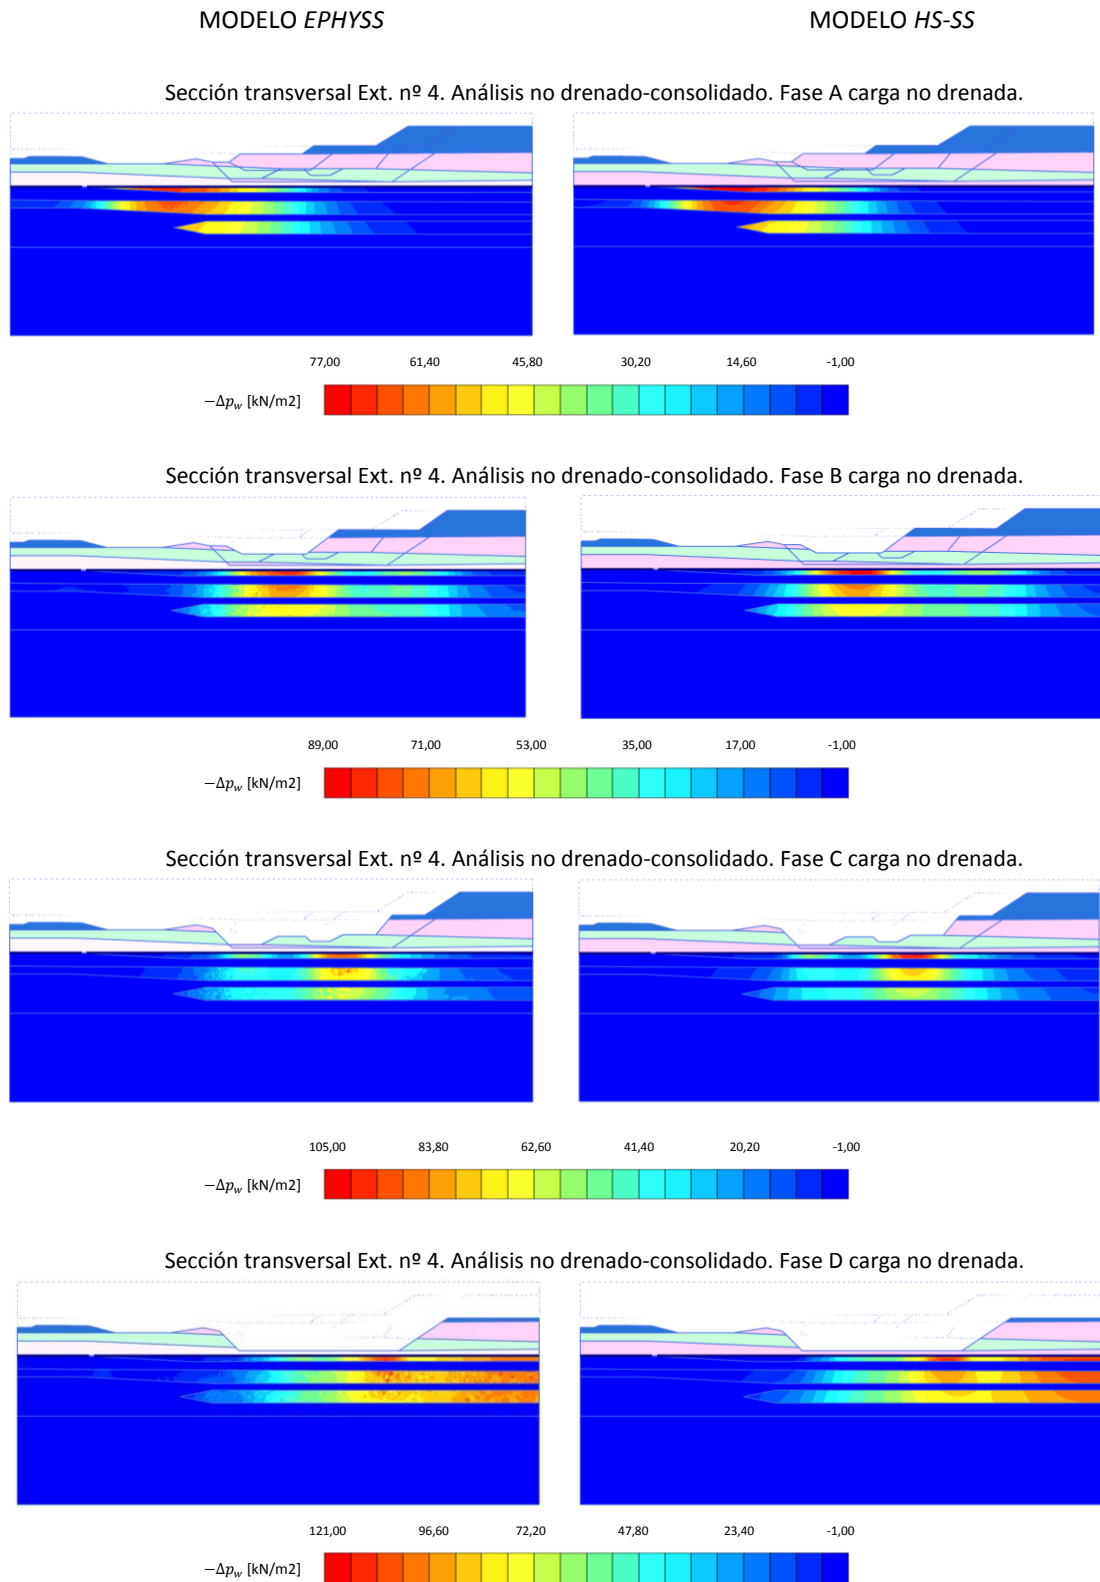 MODELO EPHYSS MODELO HS-SS
Sección transversal Ext. nº 4. Análisis no drenado-consolidado. Fase A carga no drenada.
77,00 61,40 45,80 30,20 14,60 -1,00
−Δp_w [kN/m2]
Sección transversal Ext. nº 4. Análisis no drenado-consolidado. Fase B carga no drenada.
89,00 71,00 53,00 35,00 17,00 -1,00
−Δp_w [kN/m2]
Sección transversal Ext. nº 4. Análisis no drenado-consolidado. Fase C carga no drenada.
105,00 83,80 62,60 41,40 20,20 -1,00
−Δp_w [kN/m2]
Sección transversal Ext. nº 4. Análisis no drenado-consolidado. Fase D carga no drenada.
121,00 96,60 72,20 47,80 23,40 -1,00
−Δp_w [kN/m2]